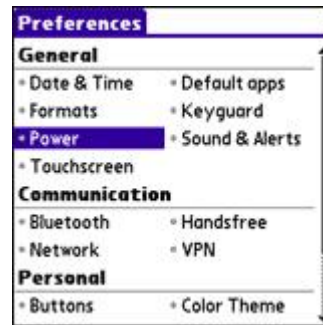 Preferences
General
Date & Time Default apps
Formats Keyguard
Power Sound & Alerts
Touchscreen
Communication
Bluetooth Handsfree
Network VPN
Personal
Buttons Color Theme